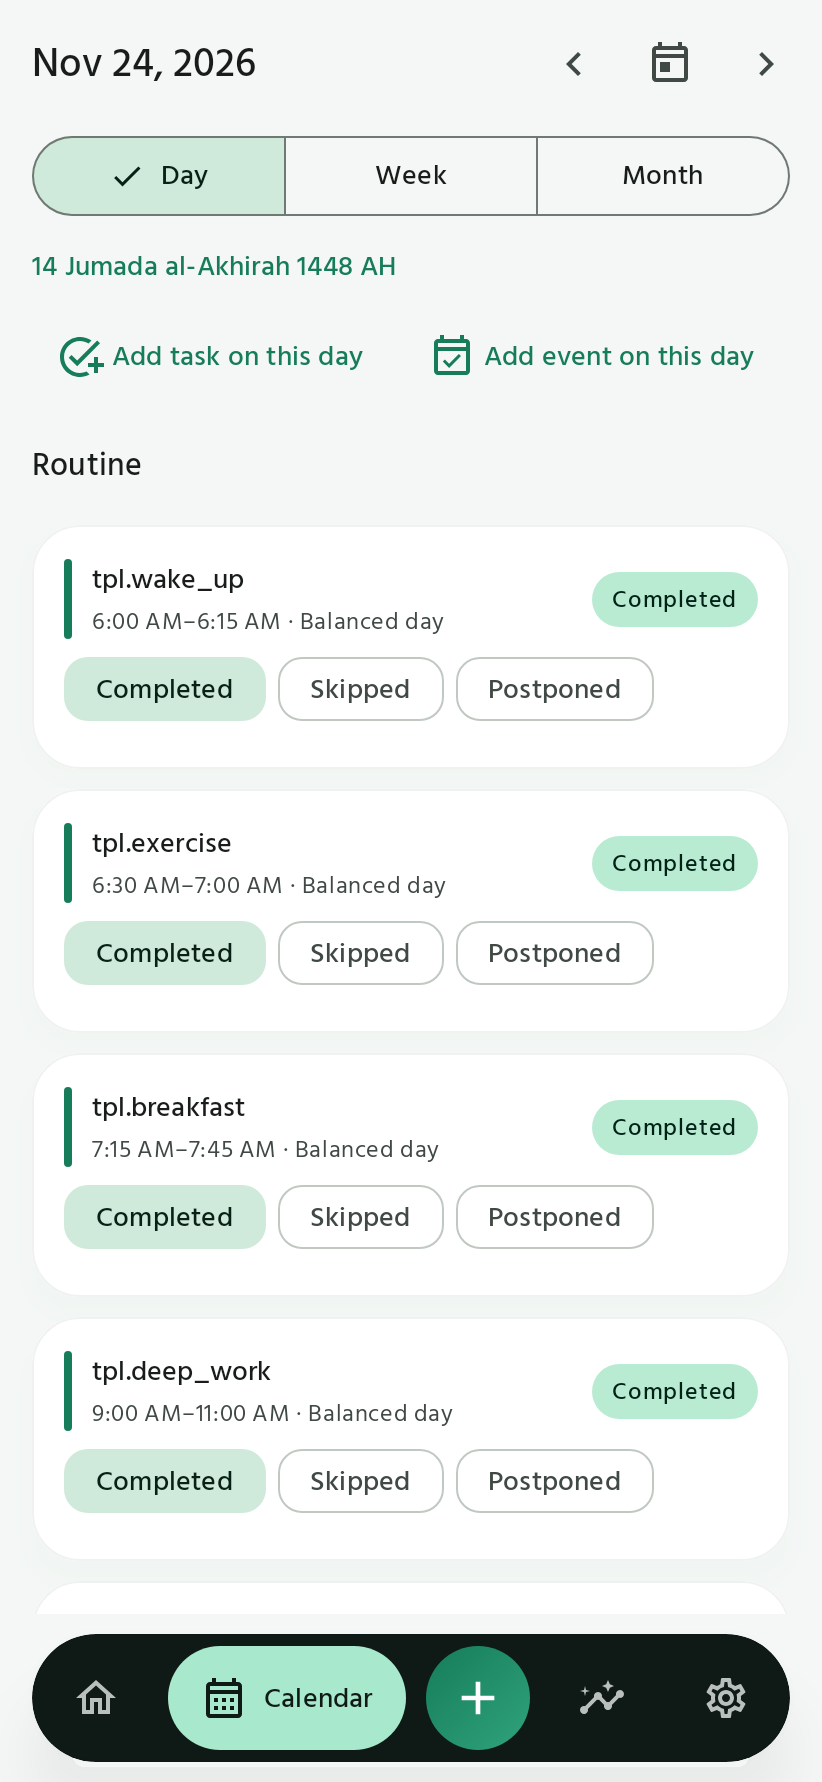 Nov 24, 2026
Day Week Month
14 Jumada al-Akhirah 1448 AH
Add task on this day Add event on this day
Routine
tpl.wake_up
6:00 AM–6:15 AM · Balanced day
Completed
Completed Skipped Postponed
tpl.exercise
6:30 AM–7:00 AM · Balanced day
Completed
Completed Skipped Postponed
tpl.breakfast
7:15 AM–7:45 AM · Balanced day
Completed
Completed Skipped Postponed
tpl.deep_work
9:00 AM–11:00 AM · Balanced day
Completed
Completed Skipped Postponed
Calendar